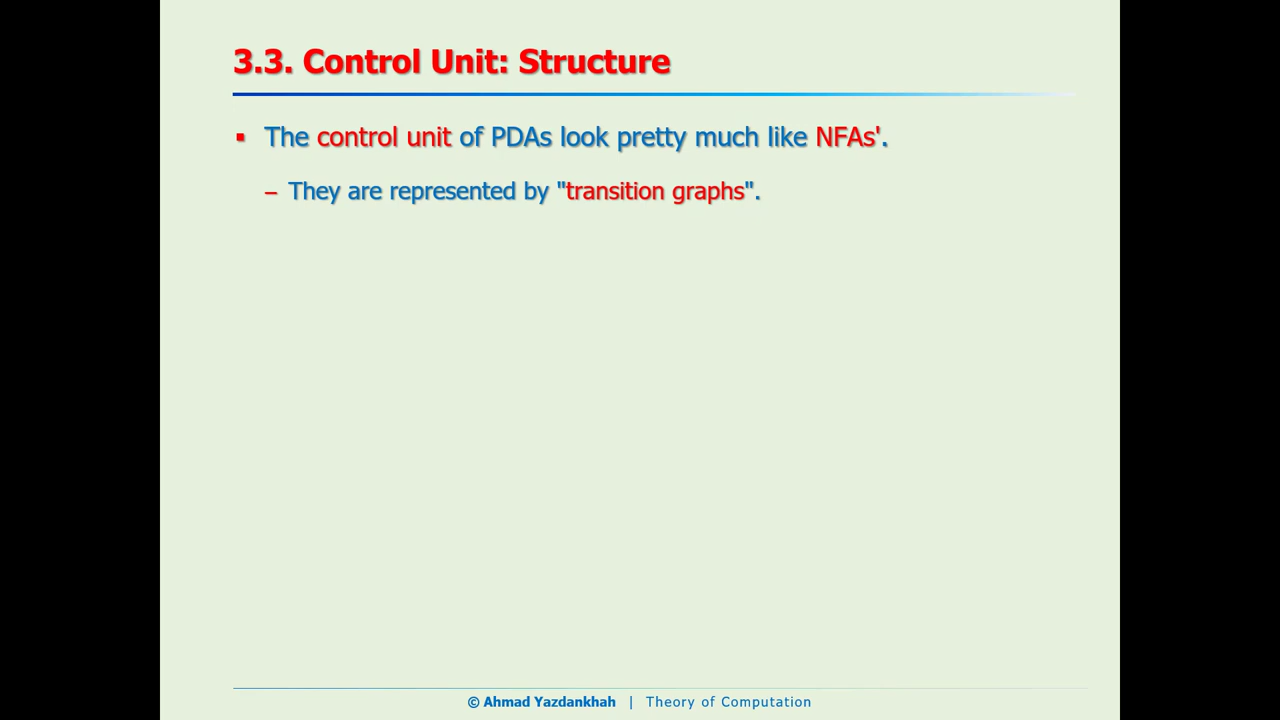 3.3. Control Unit: Structure
▪ The control unit of PDAs look pretty much like NFAs'.
– They are represented by "transition graphs".
© Ahmad Yazdankhah | Theory of Computation